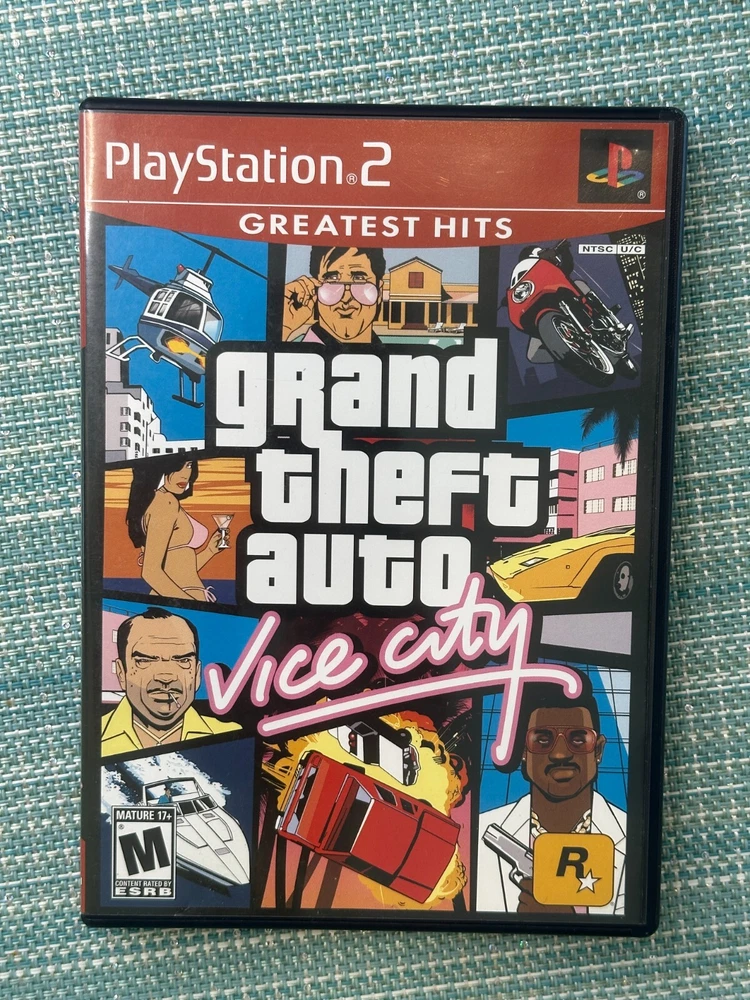 PlayStation®2
®
GREATEST HITS
NTSC U/C
grand
theft
auto
Vice City
MATURE 17+
®
M
CONTENT RATED BY
ESRB
R